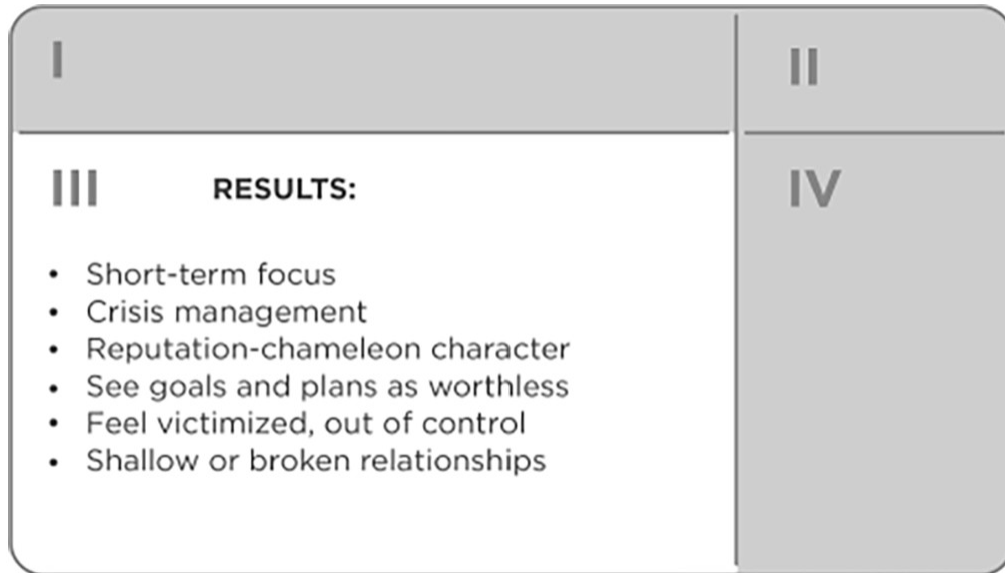 I
II
III RESULTS:
IV
• Short-term focus
• Crisis management
• Reputation-chameleon character
• See goals and plans as worthless
• Feel victimized, out of control
• Shallow or broken relationships